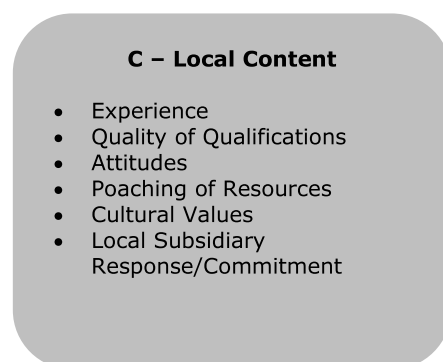 C – Local Content
• Experience
• Quality of Qualifications
• Attitudes
• Poaching of Resources
• Cultural Values
• Local Subsidiary
Response/Commitment